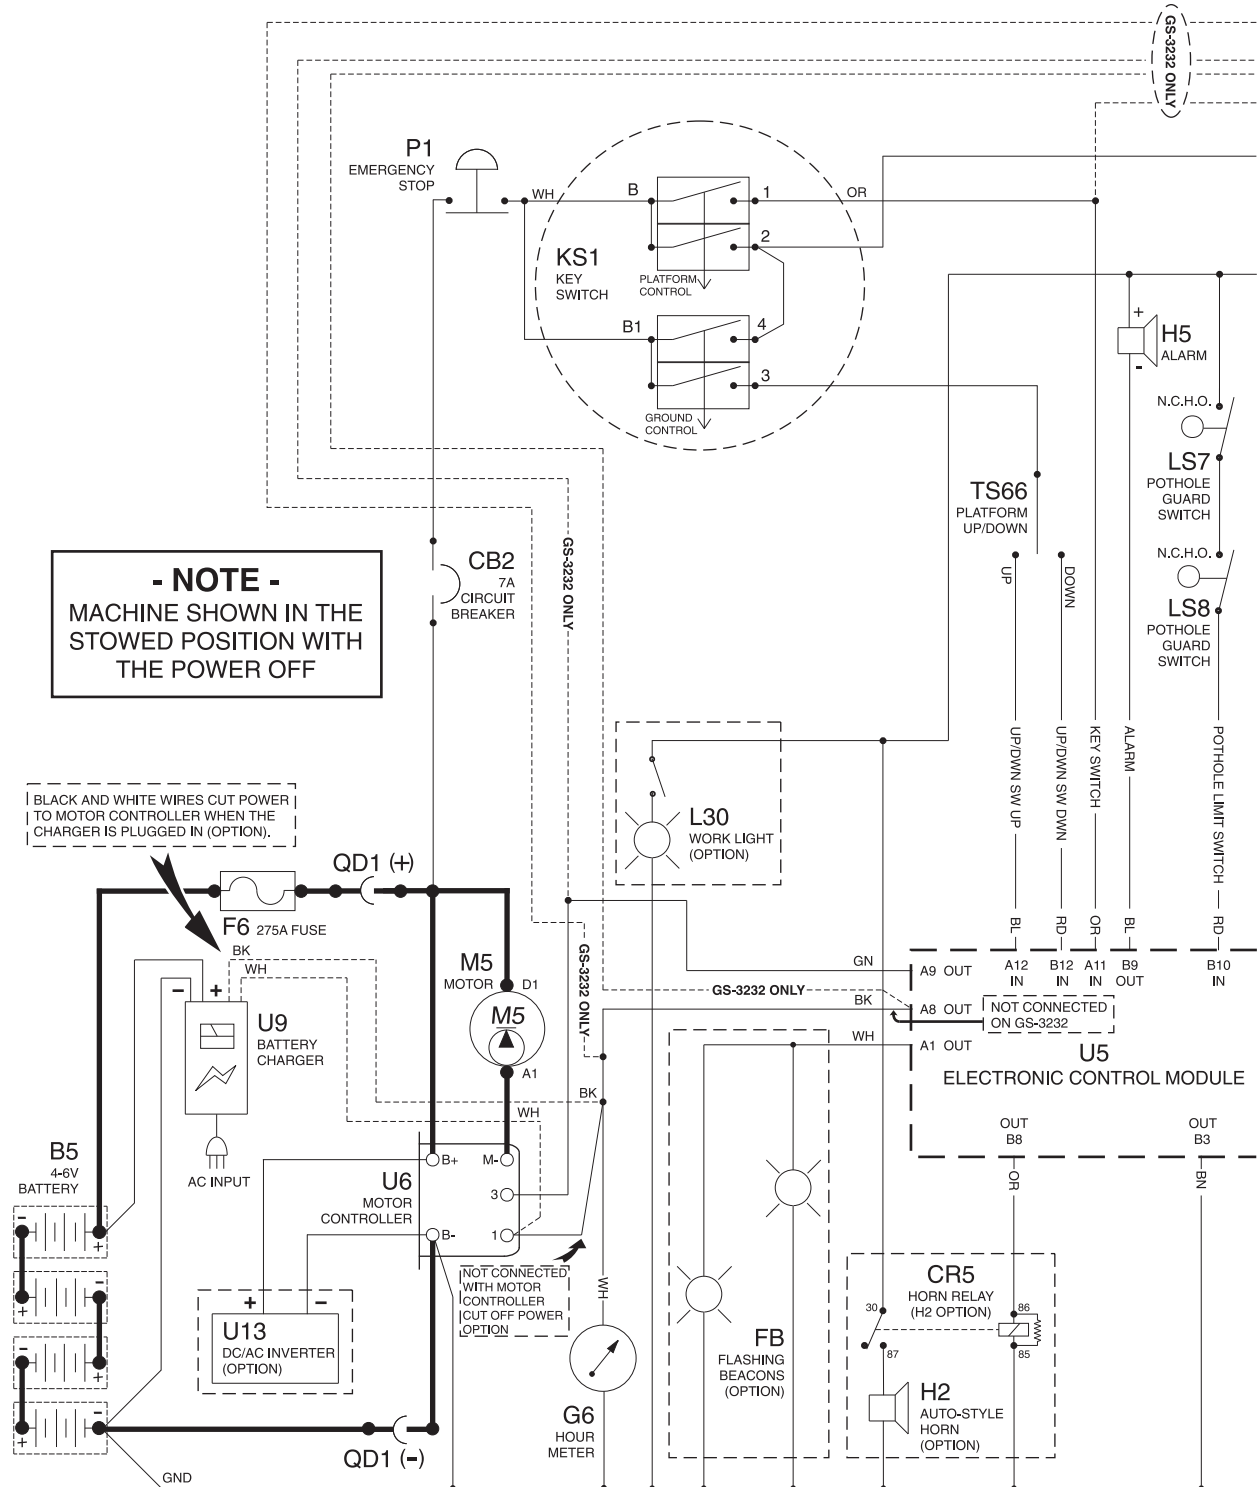 GS-3232 ONLY
P1
EMERGENCY
STOP
WH
B
1
OR
2
KS1
KEY
SWITCH
PLATFORM
CONTROL
B1
4
3
GROUND
CONTROL
+
H5
ALARM
-
N.C.H.O.
LS7
POTHOLE
GUARD
SWITCH
TS66
PLATFORM
UP/DOWN
UP
DOWN
N.C.H.O.
LS8
POTHOLE
GUARD
SWITCH
CB2
7A
CIRCUIT
BREAKER
GS-3232 ONLY
- NOTE -
MACHINE SHOWN IN THE
STOWED POSITION WITH
THE POWER OFF
UP/DWN SW UP
UP/DWN SW DWN
KEY SWITCH
ALARM
POTHOLE LIMIT SWITCH
BLACK AND WHITE WIRES CUT POWER
TO MOTOR CONTROLLER WHEN THE
CHARGER IS PLUGGED IN (OPTION).
L30
WORK LIGHT
(OPTION)
QD1 (+)
F6 275A FUSE
BK
WH
BL
RD
OR
BL
RD
M5
MOTOR
D1
M5
A1
GS-3232 ONLY
GN
A9 OUT
A12
IN
B12
IN
A11
IN
B9
OUT
B10
IN
GS-3232 ONLY
BK
A8 OUT
NOT CONNECTED
ON GS-3232
WH
A1 OUT
U5
ELECTRONIC CONTROL MODULE
- +
U9
BATTERY
CHARGER
BK
WH
AC INPUT
OUT
B8
OUT
B3
OR
BN
B5
4-6V
BATTERY
- +
+ -
- +
+ -
U6
MOTOR
CONTROLLER
B+
M-
3
B-
1
NOT CONNECTED
WITH MOTOR
CONTROLLER
CUT OFF POWER
OPTION
WH
+ -
U13
DC/AC INVERTER
(OPTION)
CR5
HORN RELAY
(H2 OPTION)
30
86
87
85
FB
FLASHING
BEACONS
(OPTION)
H2
AUTO-STYLE
HORN
(OPTION)
G6
HOUR
METER
QD1 (-)
GND